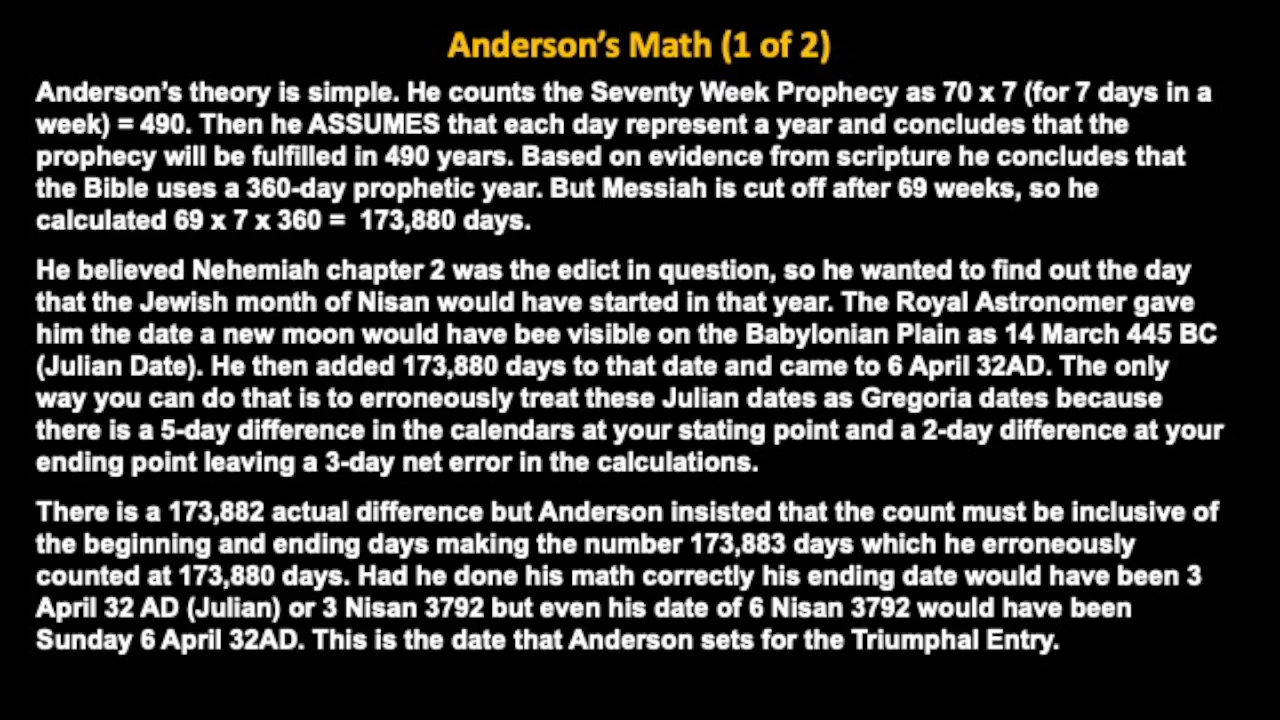 Anderson’s Math (1 of 2)
Anderson’s theory is simple. He counts the Seventy Week Prophecy as 70 x 7 (for 7 days in a
week) = 490. Then he ASSUMES that each day represent a year and concludes that the
prophecy will be fulfilled in 490 years. Based on evidence from scripture he concludes that
the Bible uses a 360-day prophetic year. But Messiah is cut off after 69 weeks, so he
calculated 69 x 7 x 360 = 173,880 days.
He believed Nehemiah chapter 2 was the edict in question, so he wanted to find out the day
that the Jewish month of Nisan would have started in that year. The Royal Astronomer gave
him the date a new moon would have bee visible on the Babylonian Plain as 14 March 445 BC
(Julian Date). He then added 173,880 days to that date and came to 6 April 32AD. The only
way you can do that is to erroneously treat these Julian dates as Gregoria dates because
there is a 5-day difference in the calendars at your stating point and a 2-day difference at your
ending point leaving a 3-day net error in the calculations.
There is a 173,882 actual difference but Anderson insisted that the count must be inclusive of
the beginning and ending days making the number 173,883 days which he erroneously
counted at 173,880 days. Had he done his math correctly his ending date would have been 3
April 32 AD (Julian) or 3 Nisan 3792 but even his date of 6 Nisan 3792 would have been
Sunday 6 April 32AD. This is the date that Anderson sets for the Triumphal Entry.